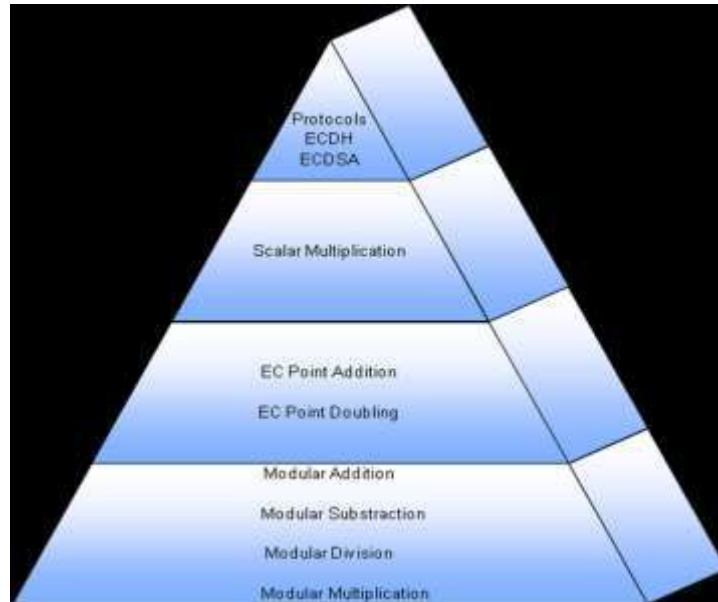 Protocols
ECDH
ECDSA
Scalar Multiplication
EC Point Addition
EC Point Doubling
Modular Addition
Modular Substraction
Modular Division
Modular Multiplication